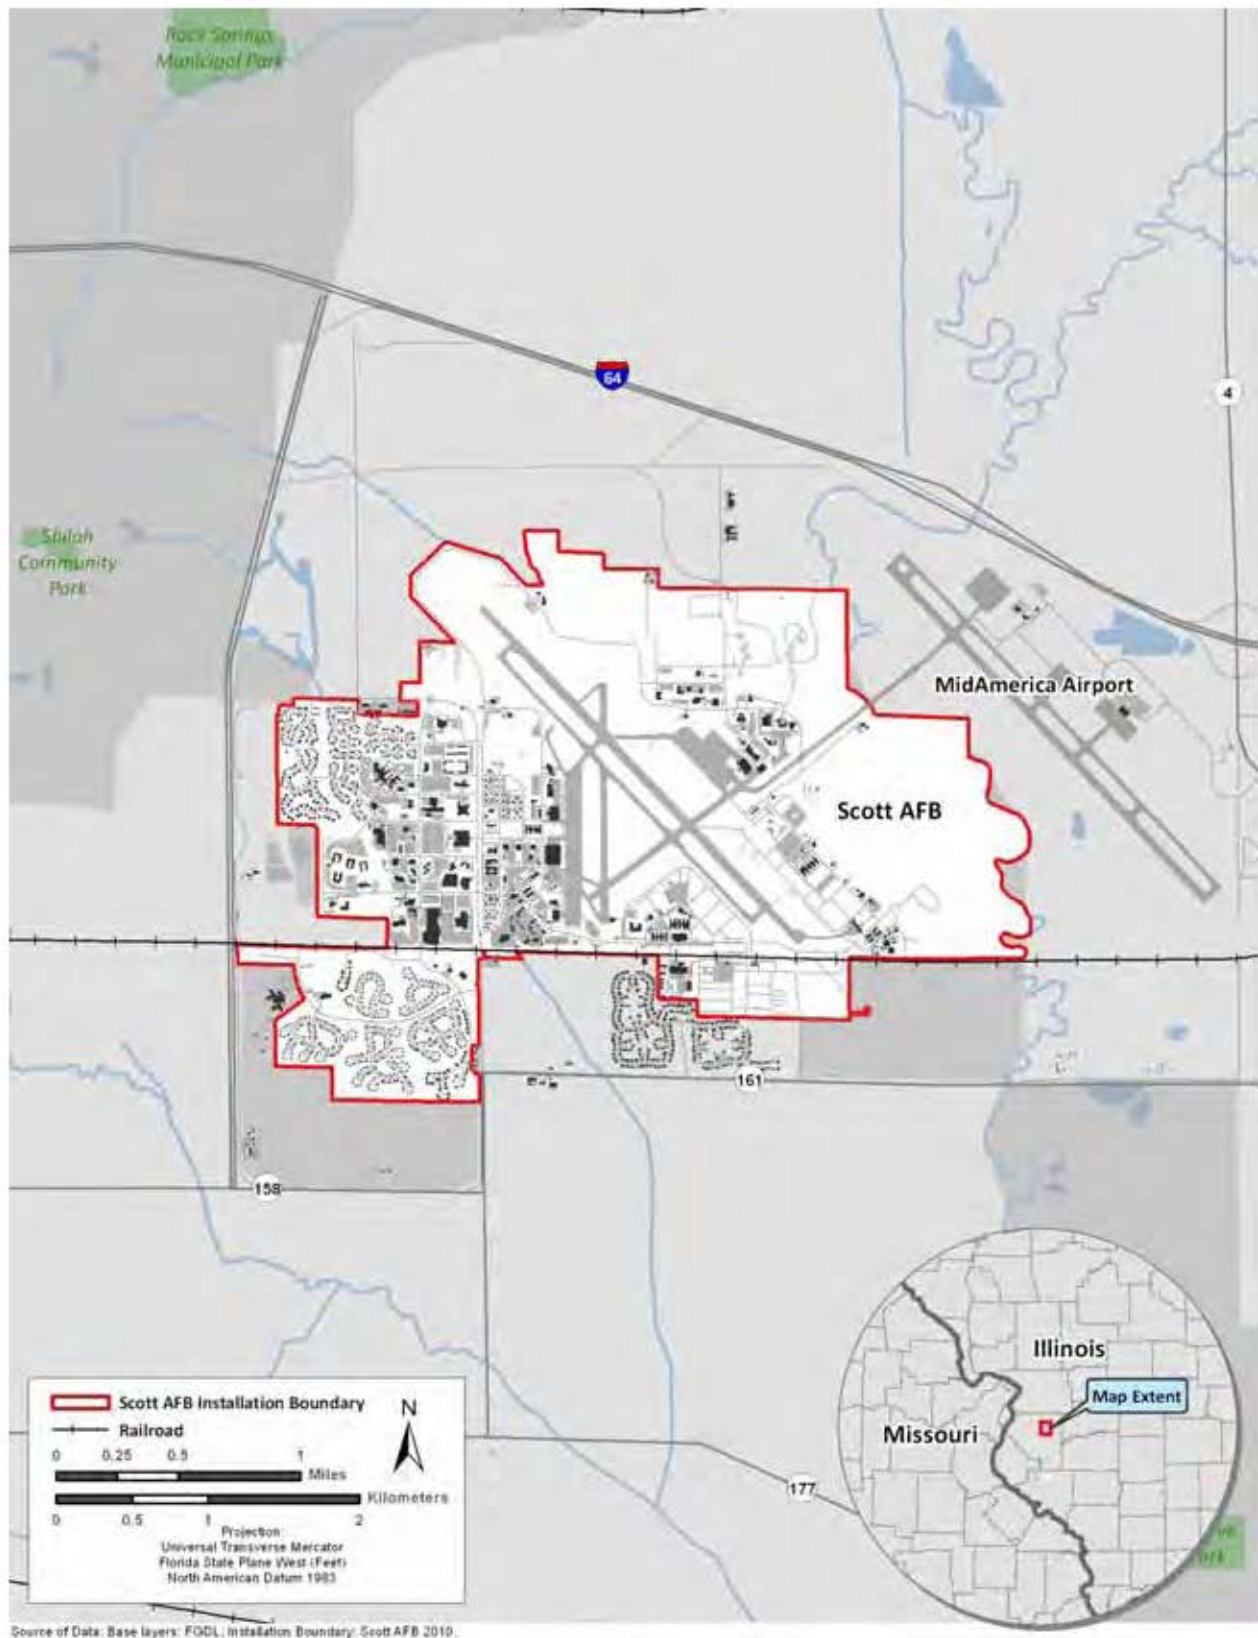 Rock Springs
Municipal Park
64
4
Shiloh
Community
Park
MidAmerica Airport
Scott AFB
161
158
Illinois
Map Extent
Missouri
177
Scott AFB Installation Boundary
N
Railroad
0 0.25 0.5 1
Miles
Kilometers
0 0.5 1 2
Projection:
Universal Transverse Mercator
Florida State Plane West (Feet)
North American Datum 1983
Source of Data: Base layers: FGDL; Installation Boundary: Scott AFB 2010.